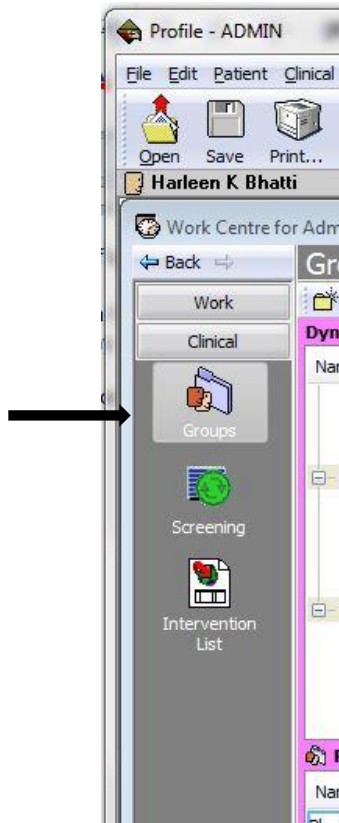 Profile - ADMIN
File Edit Patient Clinical
Open Save Print...
Harleen K Bhatti
Work Centre for Adm
Back
Gro
Work
Clinical
Dyn
Nar
Groups
Screening
Intervention
List
Nar